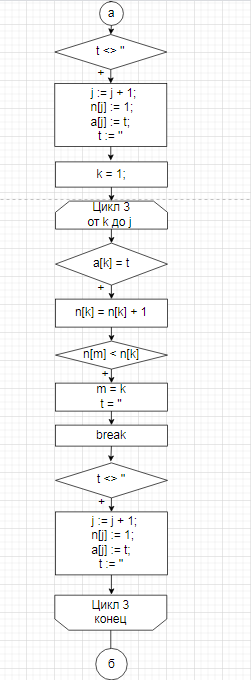 а
t <> "
+
j := j + 1;
n[j] := 1;
a[j] := t;
t := "
k = 1;
Цикл 3
от k до j
a[k] = t
+
n[k] = n[k] + 1
n[m] < n[k]
+
m = k
t = "
break
t <> "
+
j := j + 1;
n[j] := 1;
a[j] := t;
t := "
Цикл 3
конец
б